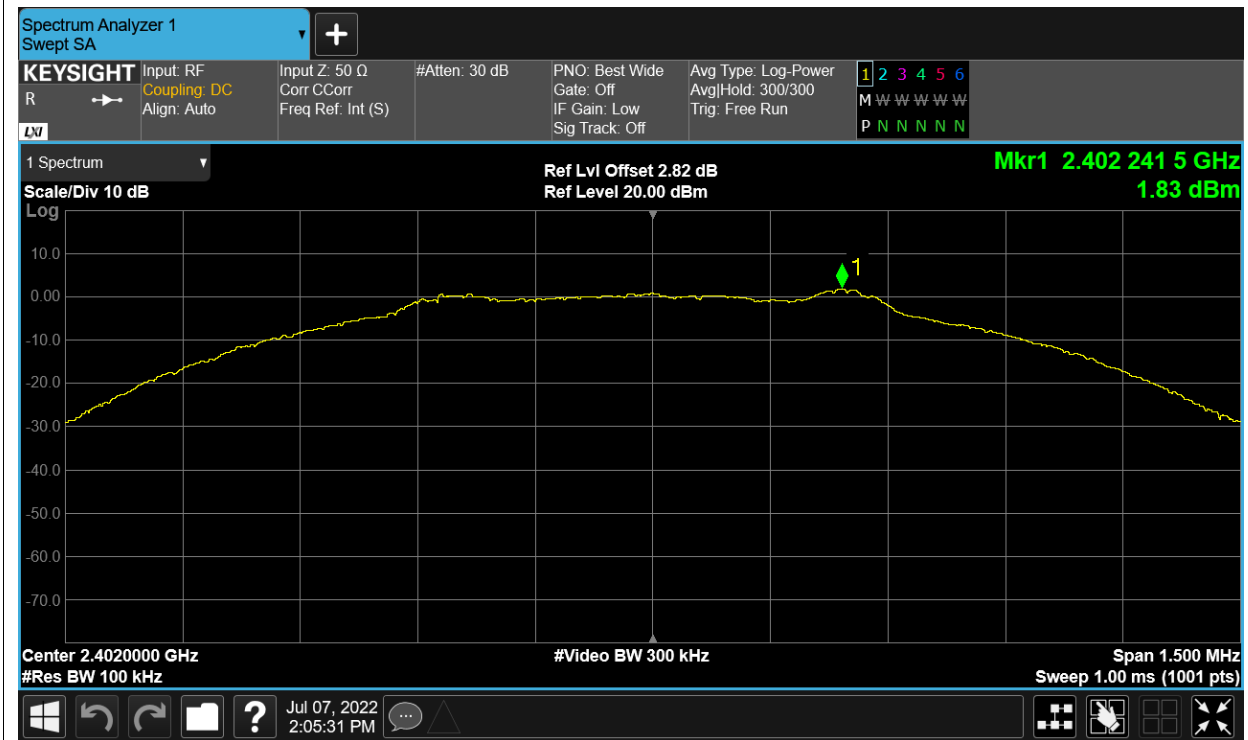 Spectrum Analyzer 1
Swept SA
KEYSIGHT
R
LXI
Input: RF
Coupling: DC
Align: Auto
Input Z: 50 Ω
Corr CCorr
Freq Ref: Int (S)
#Atten: 30 dB
PNO: Best Wide
Gate: Off
IF Gain: Low
Sig Track: Off
Avg Type: Log-Power
Avg|Hold: 300/300
Trig: Free Run
1 2 3 4 5 6
M W W W W W
P N N N N N
1 Spectrum
Scale/Div 10 dB
Ref Lvl Offset 2.82 dB
Ref Level 20.00 dBm
Mkr1 2.402 241 5 GHz
1.83 dBm
Log
10.0
0.00
-10.0
-20.0
-30.0
-40.0
-50.0
-60.0
-70.0
1
Center 2.4020000 GHz
#Res BW 100 kHz
#Video BW 300 kHz
Span 1.500 MHz
Sweep 1.00 ms (1001 pts)
?
Jul 07, 2022
2:05:31 PM